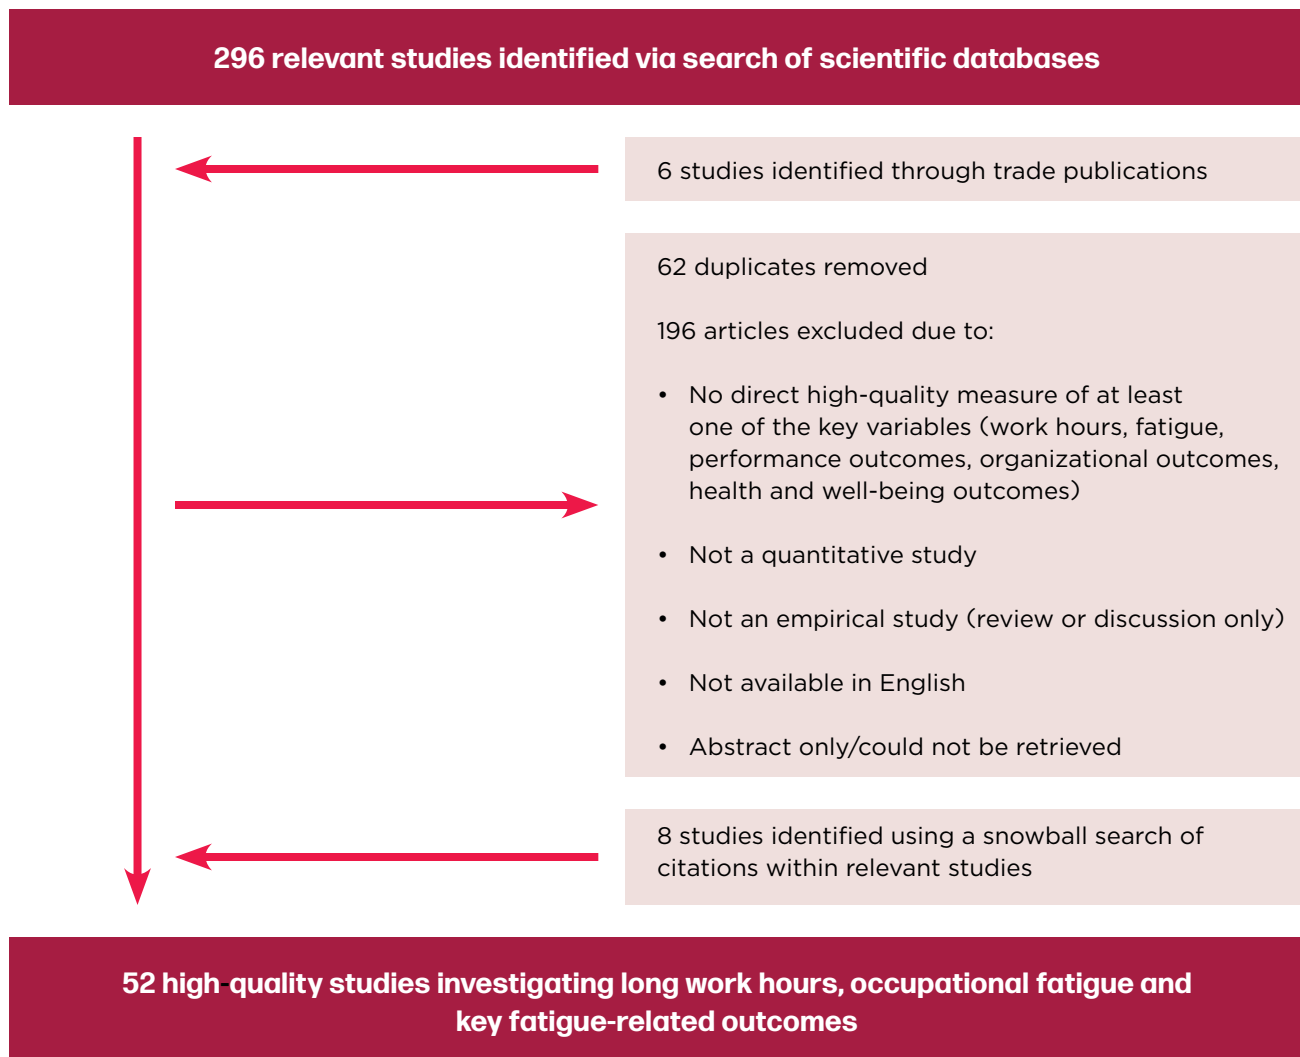 296 relevant studies identified via search of scientific databases
6 studies identified through trade publications
62 duplicates removed
196 articles excluded due to:
• No direct high-quality measure of at least
one of the key variables (work hours, fatigue,
performance outcomes, organizational outcomes,
health and well-being outcomes)
• Not a quantitative study
• Not an empirical study (review or discussion only)
• Not available in English
• Abstract only/could not be retrieved
8 studies identified using a snowball search of
citations within relevant studies
52 high-quality studies investigating long work hours, occupational fatigue and
key fatigue-related outcomes